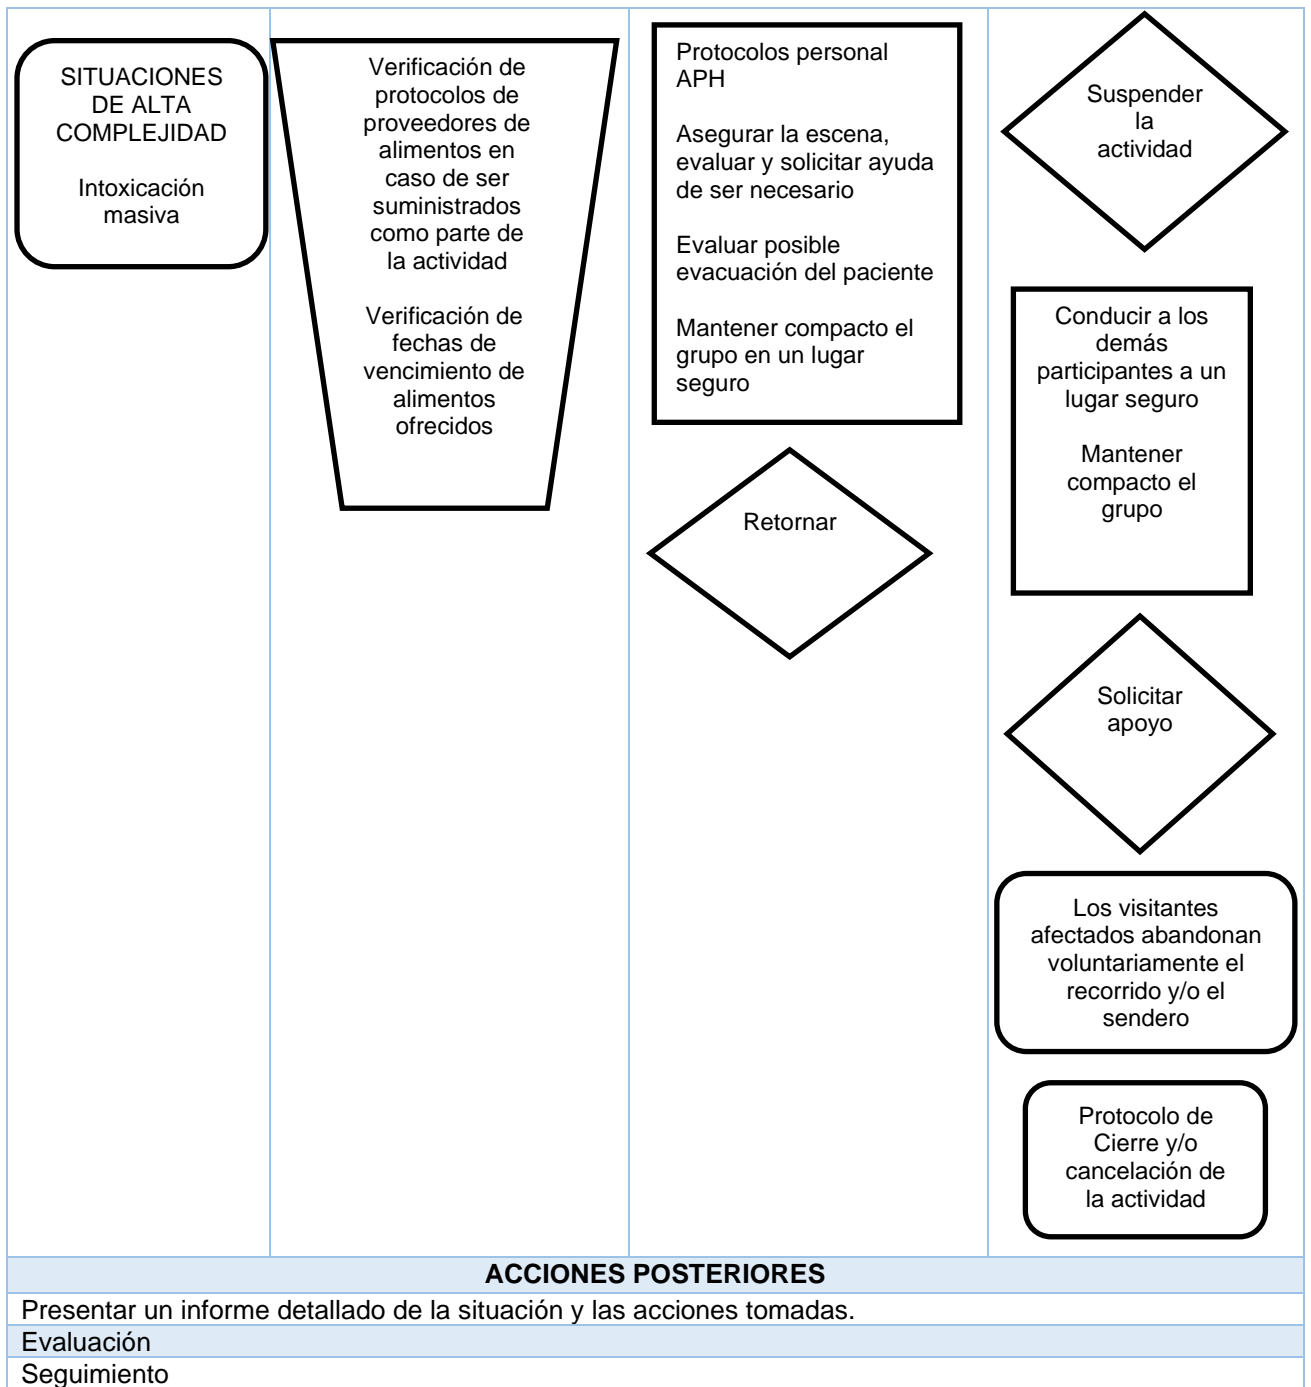 SITUACIONES
DE ALTA
COMPLEJIDAD
Intoxicación
masiva
Verificación de
protocolos de
proveedores de
alimentos en
caso de ser
suministrados
como parte de
la actividad
Verificación de
fechas de
vencimiento de
alimentos
ofrecidos
Protocolos personal
APH
Asegurar la escena,
evaluar y solicitar ayuda
de ser necesario
Evaluar posible
evacuación del paciente
Mantener compacto el
grupo en un lugar
seguro
Retornar
Suspender
la
actividad
Conducir a los
demás
participantes a un
lugar seguro
Mantener
compacto el
grupo
Solicitar
apoyo
Los visitantes
afectados abandonan
voluntariamente el
recorrido y/o el
sendero
Protocolo de
Cierre y/o
cancelación de
la actividad
ACCIONES POSTERIORES
Presentar un informe detallado de la situación y las acciones tomadas.
Evaluación
Seguimiento